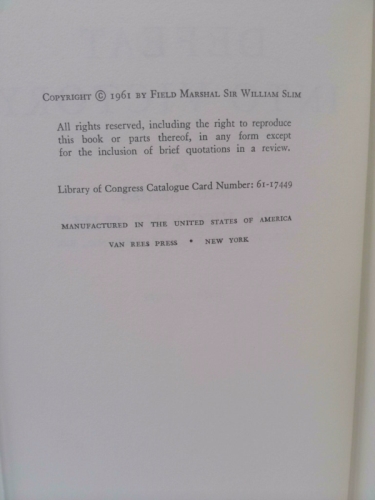 COPYRIGHT © 1961 BY FIELD MARSHAL SIR WILLIAM SLIM
All rights reserved, including the right to reproduce
this book or parts thereof, in any form except
for the inclusion of brief quotations in a review.
Library of Congress Catalogue Card Number: 61-17449
MANUFACTURED IN THE UNITED STATES OF AMERICA
VAN REES PRESS • NEW YORK